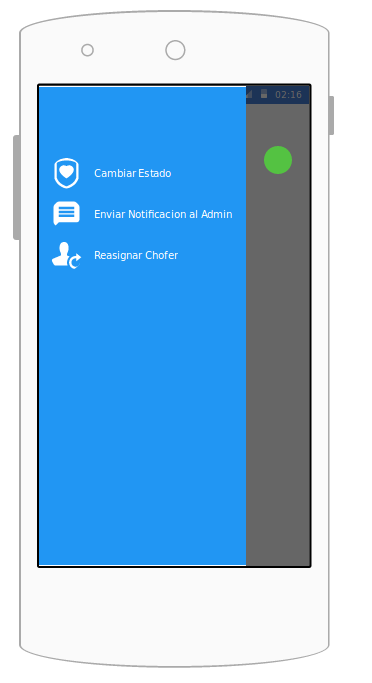 02:16
Cambiar Estado
Enviar Notificacion al Admin
Reasignar Chofer